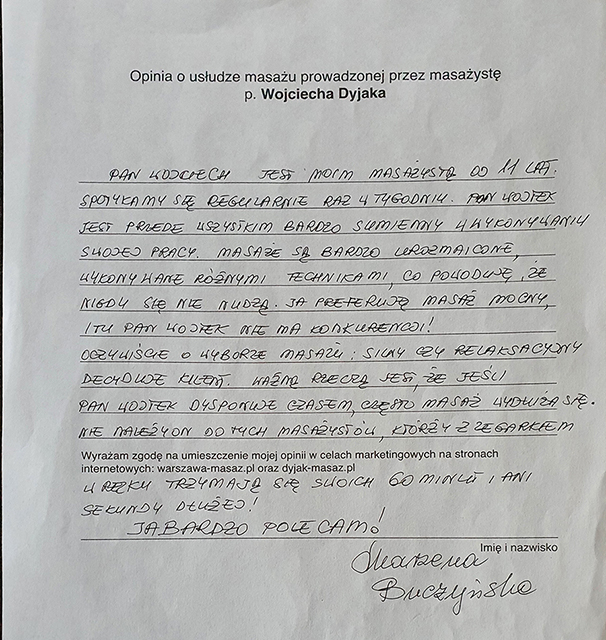 Opinia o usłudze masażu prowadzonej przez masażystę
p. Wojciecha Dyjaka
PAN WOJCIECH JEST MOIM MASAŻYSTĄ OD 11 LAT.
SPOTYKAMY SIĘ REGULARNIE RAZ W TYGODNIU. PAN WOJTEK
JEST PRZEDE WSZYSTKIM BARDZO SUMIENNY W WYKONYWANIU
SWOJEJ PRACY. MASAŻE SĄ BARDZO UROZMAICONE,
WYKONYWANE RÓŻNYMI TECHNIKAMI, CO POWODUJE, ŻE
NIGDY SIĘ NIE NUDZĄ. JA PREFERUJĘ MASAŻ MOCNY,
I TU PAN WOJTEK NIE MA KONKURENCJI!
OCZYWIŚCIE O WYBORZE MASAŻU: SILNY CZY RELAKSACYJNY
DECYDUJE KLIENT. WAŻNĄ RZECZĄ JEST, ŻE JEŚLI
PAN WOJTEK DYSPONUJE CZASEM, CZĘSTO MASAŻ WYDŁUŻA SIĘ.
NIE NALEŻY ON DO TYCH MASAŻYSTÓW, KTÓRZY Z ZEGARKIEM
Wyrażam zgodę na umieszczenie mojej opinii w celach marketingowych na stronach
internetowych: warszawa-masaz.pl oraz dyjak-masaz.pl
W RĘKU TRZYMAJĄ SIĘ SWOICH 60 MINUT I ANI
SEKUNDY DŁUŻEJ!
JA BARDZO POLECAM!
Imię i nazwisko
Marzena
Buczyńska